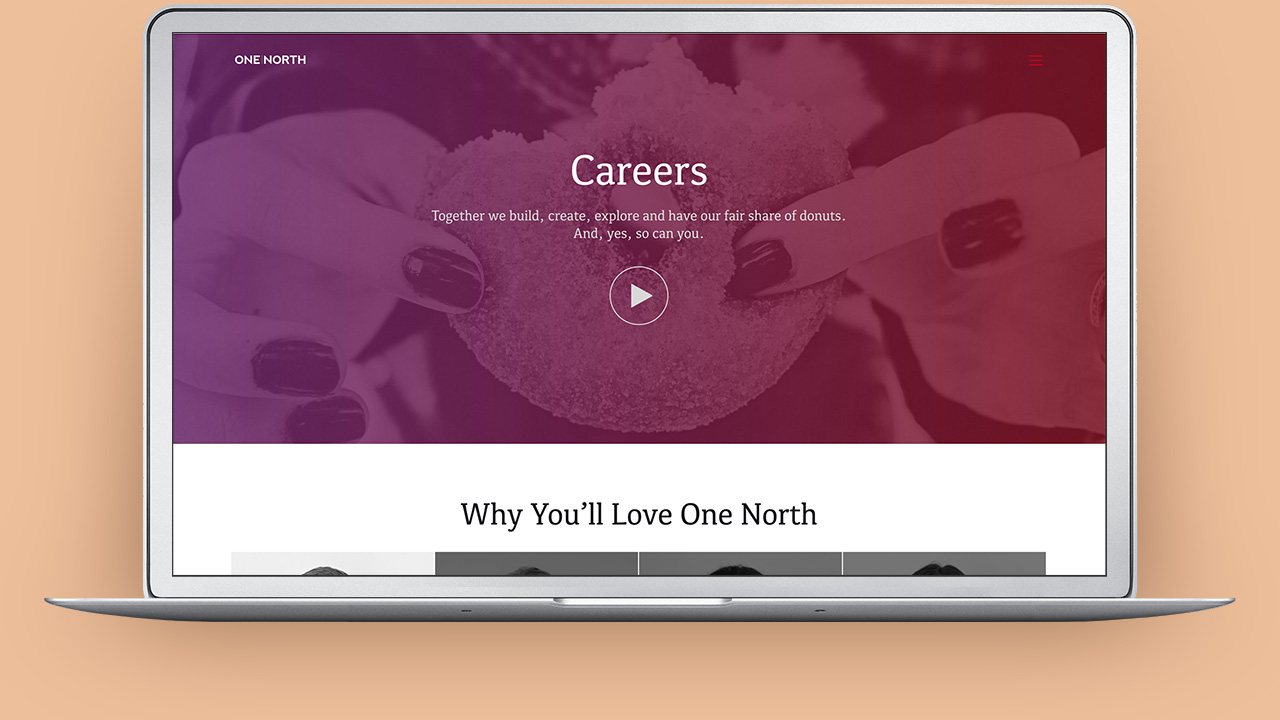 ONE NORTH
Careers
Together we build, create, explore and have our fair share of donuts.
And, yes, so can you.
Why You’ll Love One North